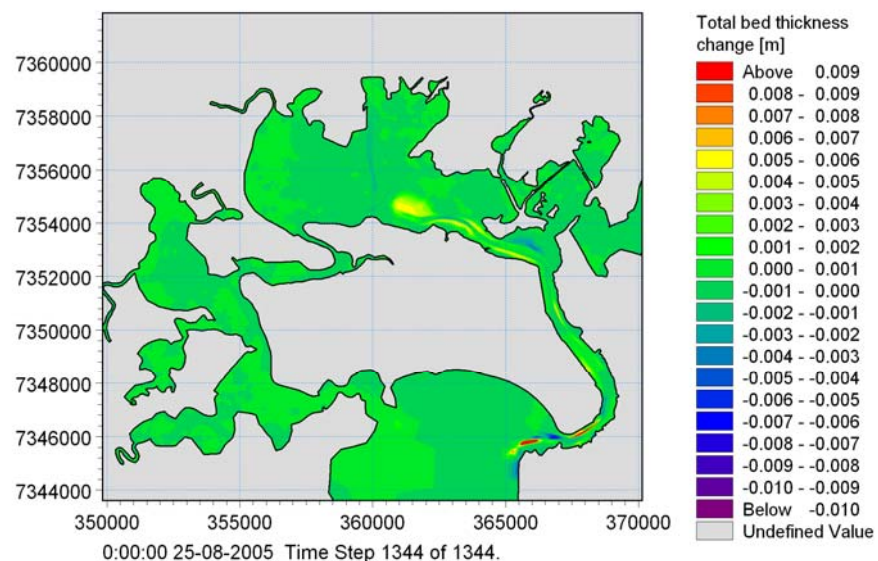 Total bed thickness
change [m]
Above 0.009
0.008 - 0.009
0.007 - 0.008
0.006 - 0.007
0.005 - 0.006
0.004 - 0.005
0.003 - 0.004
0.002 - 0.003
0.001 - 0.002
0.000 - 0.001
-0.001 - 0.000
-0.002 - -0.001
-0.003 - -0.002
-0.004 - -0.003
-0.005 - -0.004
-0.006 - -0.005
-0.007 - -0.006
-0.008 - -0.007
-0.009 - -0.008
-0.010 - -0.009
Below -0.010
Undefined Value
7360000
7358000
7356000
7354000
7352000
7350000
7348000
7346000
7344000
350000 355000 360000 365000 370000
0:00:00 25-08-2005 Time Step 1344 of 1344.